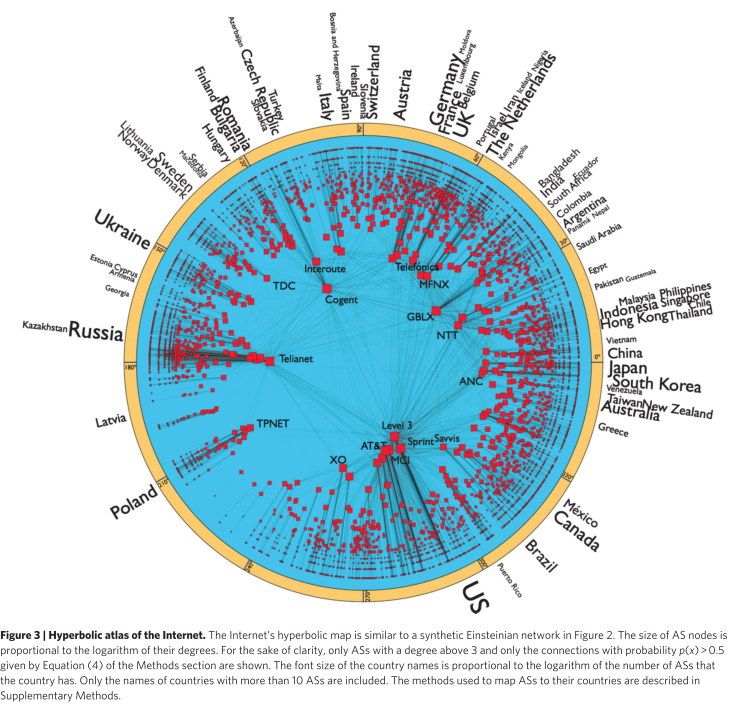 Azerbaijan
Czech Republic
Turkey
Slovakia
Malta
Italy
Bosnia and Herzegovina
Spain
Ireland
Slovenia
Switzerland
Austria
Germany
France
UK
Luxembourg
Moldova
Belgium
Portugal
Israel
Iran
Iceland
Nigeria
The Netherlands
Kenya
Mongolia
Finland
Romania
Bulgaria
Hungary
Lithuania
Norway
Sweden
Denmark
Serbia
Macedonia
Bangladesh
India
Ecuador
South Africa
Colombia
Argentina
Panama
Nepal
Saudi Arabia
Egypt
Pakistan
Guatemala
Malaysia
Philippines
Indonesia
Singapore
Chile
Hong Kong
Thailand
Vietnam
China
Japan
South Korea
Venezuela
Taiwan
New Zealand
Australia
Greece
México
Canada
Brazil
Puerto Rico
US
Poland
Latvia
Russia
Kazakhstan
Georgia
Armenia
Estonia
Cyprus
Ukraine
90°
60°
30°
0°
330°
300°
270°
240°
210°
180°
150°
120°
Interoute
Cogent
TDC
Telefonica
MFNX
GBLX
NTT
Telianet
ANC
TPNET
Level 3
AT&T
Sprint
Savvis
MCI
XO
Figure 3 | Hyperbolic atlas of the Internet. The Internet's hyperbolic map is similar to a synthetic Einsteinian network in Figure 2. The size of AS nodes is
proportional to the logarithm of their degrees. For the sake of clarity, only ASs with a degree above 3 and only the connections with probability p(x) > 0.5
given by Equation (4) of the Methods section are shown. The font size of the country names is proportional to the logarithm of the number of ASs that
the country has. Only the names of countries with more than 10 ASs are included. The methods used to map ASs to their countries are described in
Supplementary Methods.